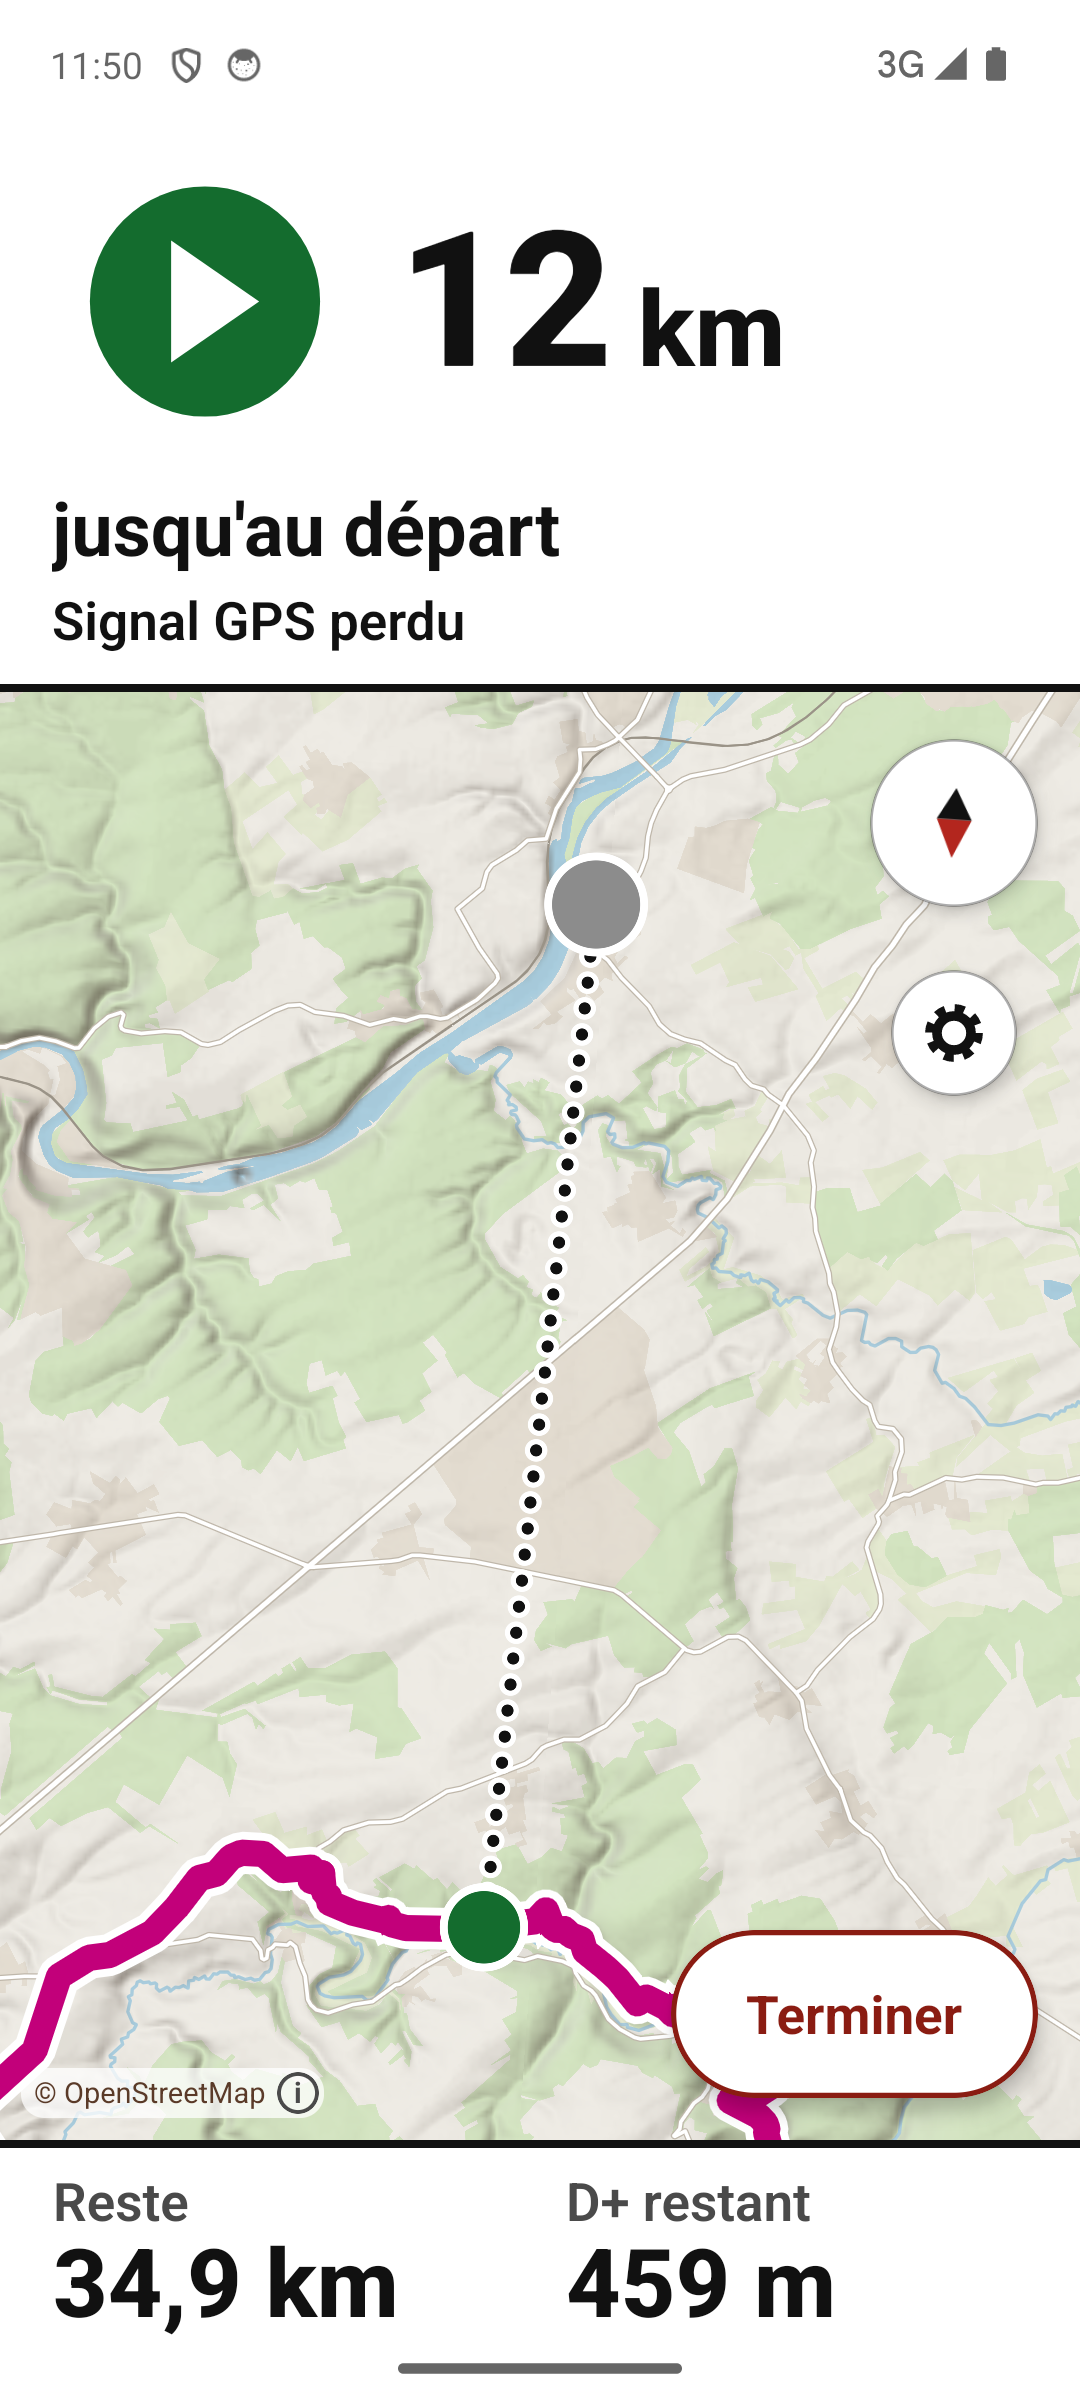 11:50
3G
12 km
jusqu'au départ
Signal GPS perdu
Terminer
© OpenStreetMap
Reste
D+ restant
34,9 km
459 m